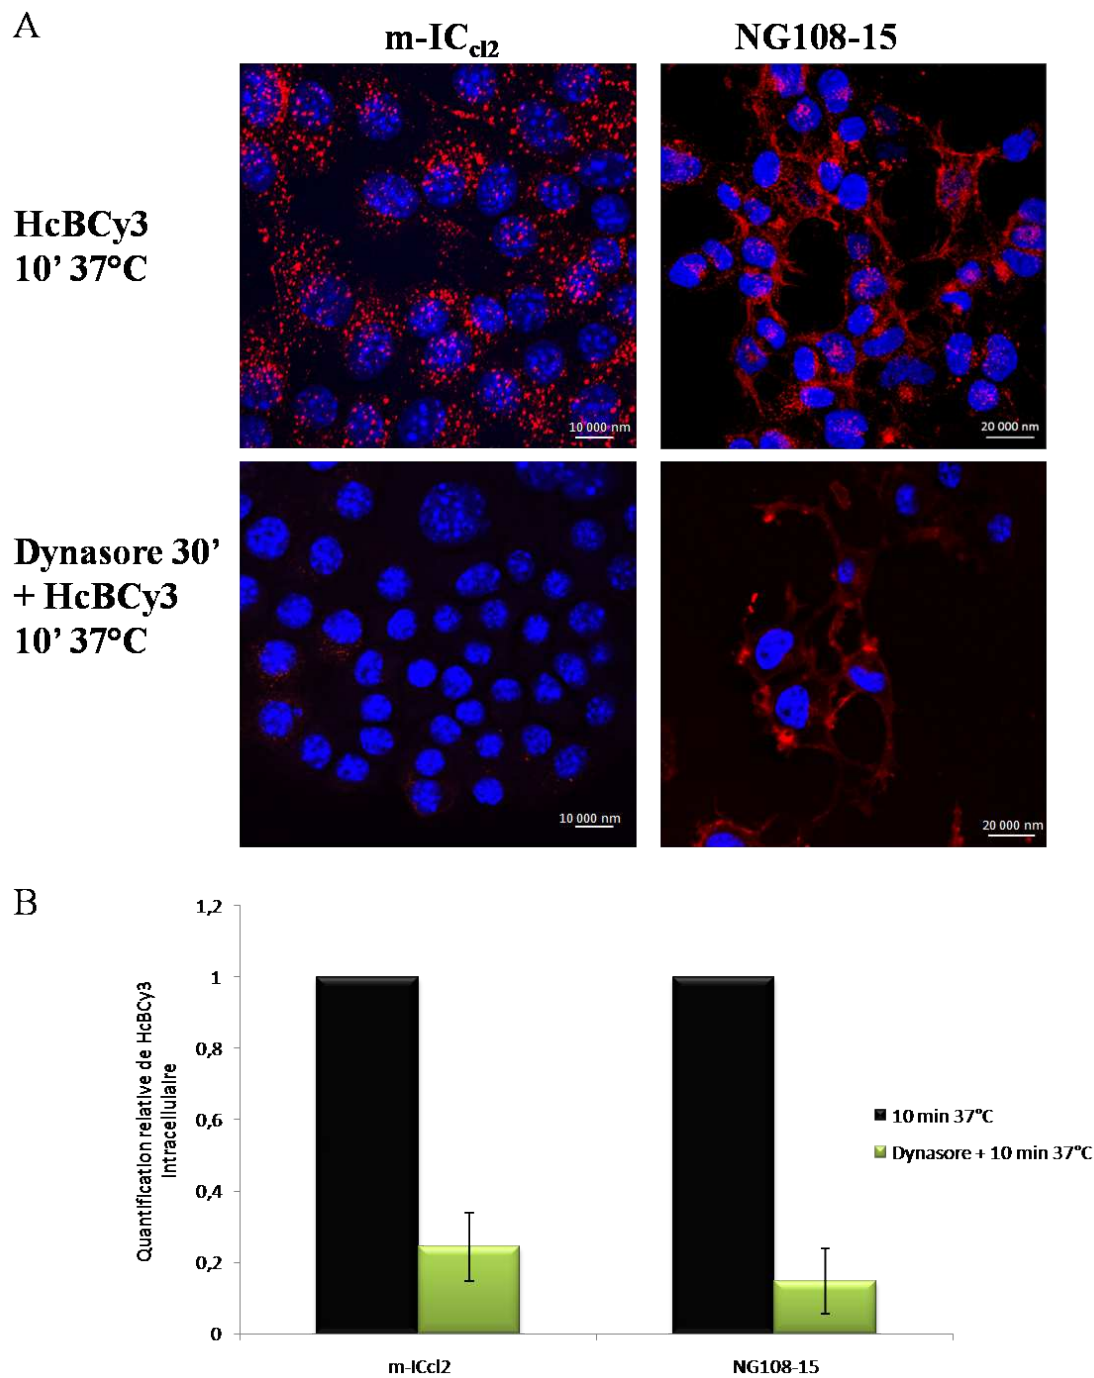 A
m-ICcl2
NG108-15
HcBCy3
10’ 37°C
10 000 nm
20 000 nm
Dynasore 30’
+ HcBCy3
10’ 37°C
10 000 nm
20 000 nm
B
Quantification relative de HcBCy3
Intracellulaire
1,2
1
0,8
0,6
0,4
0,2
0
m-ICcl2
NG108-15
10 min 37°C
Dynasore + 10 min 37°C